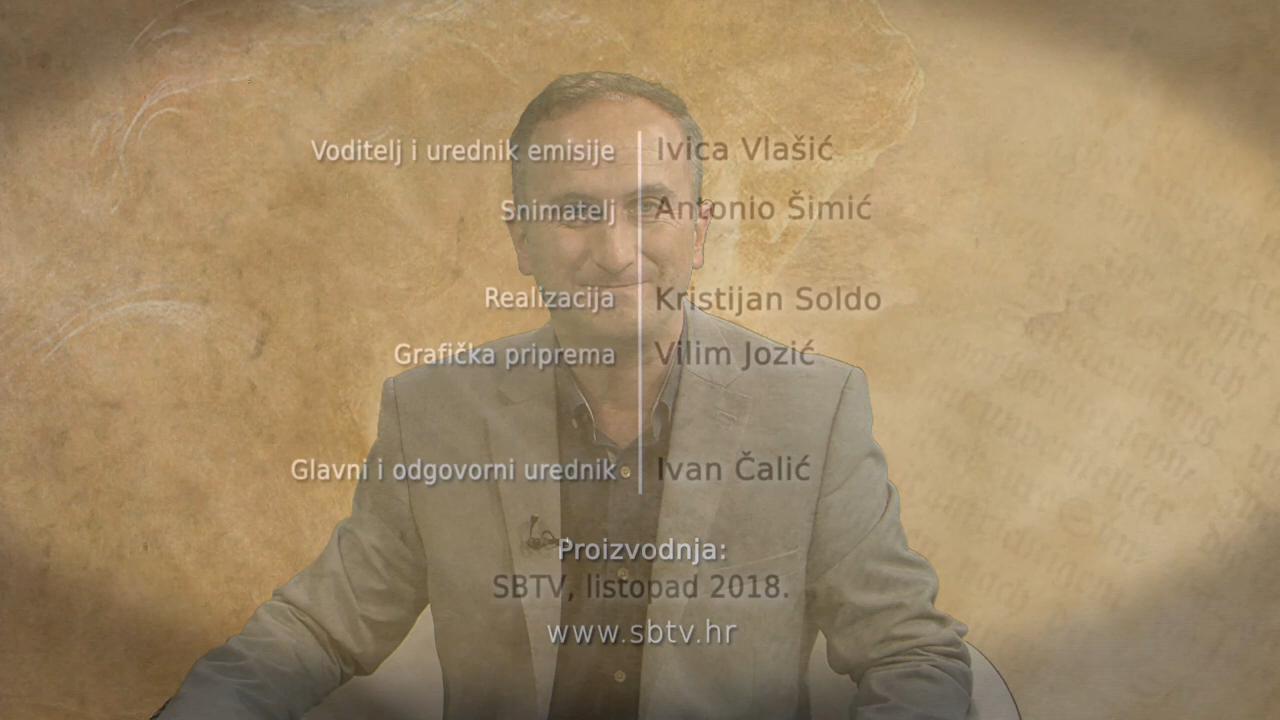 Voditelj i urednik emisije Ivica Vlašić
Snimatelj Antonio Šimić
Realizacija Kristijan Soldo
Grafička priprema Vilim Jozić
Glavni i odgovorni urednik Ivan Čalić
Proizvodnja:
SBTV, listopad 2018.
www.sbtv.hr